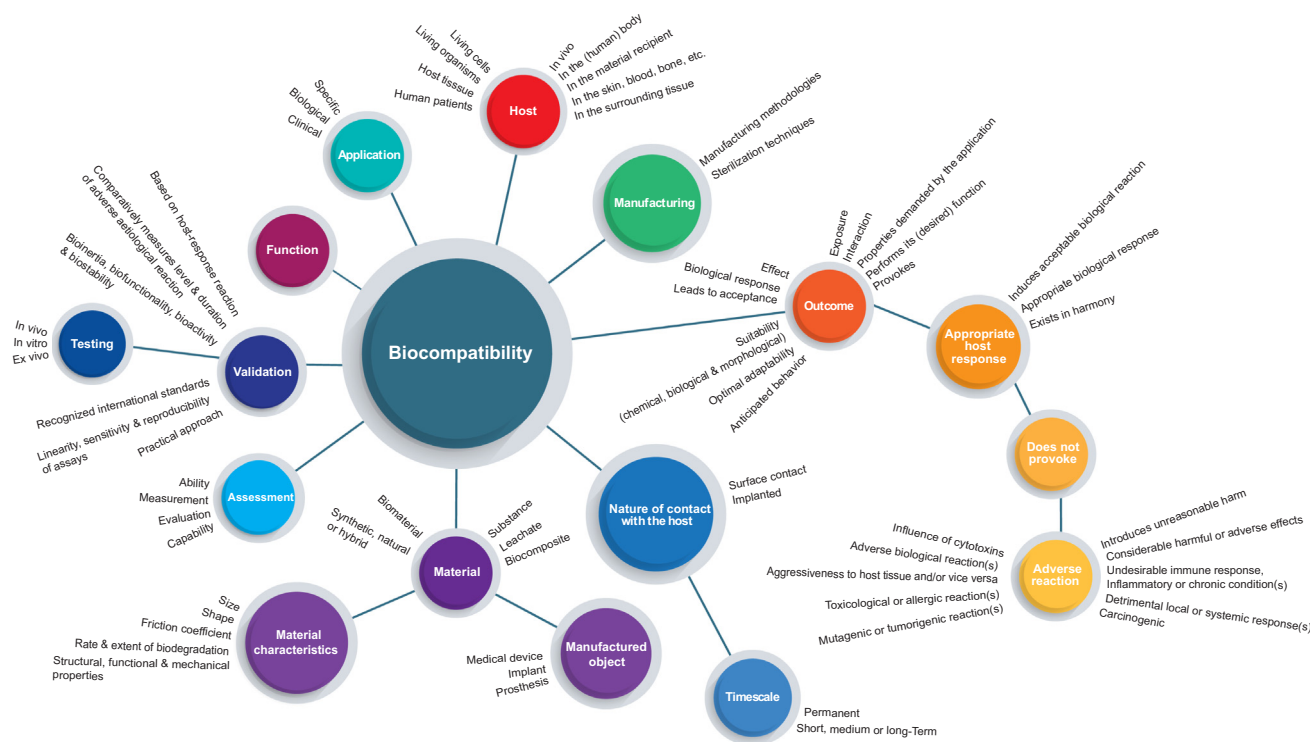 Living cells
Living organisms
Host tisssue
Human patients
Host
In vivo
In the (human) body
In the material recipient
In the skin, blood, bone, etc.
In the surrounding tissue
Specific
Biological
Clinical
Application
Manufacturing
Manufacturing methodologies
Sterilization techniques
Function
Biocompatibility
Based on host-response reaction
Comparatively measures level & duration
of adverse aetiological reaction
Bioinertia, biofunctionality, bioactivity
& biostability
Validation
Recognized international standards
Linearity, sensitivity & reproducibility
of assays
Practical approach
In vivo
In vitro
Ex vivo
Testing
Assessment
Ability
Measurement
Evaluation
Capability
Biomaterial
Synthetic, natural
or hybrid
Material
Substance
Leachate
Biocomposite
Size
Shape
Friction coefficient
Rate & extent of biodegradation
Structural, functional & mechanical
properties
Material
characteristics
Manufactured
object
Medical device
Implant
Prosthesis
Nature of contact
with the host
Surface contact
Implanted
Timescale
Permanent
Short, medium or long-Term
Effect
Biological response
Leads to acceptance
Outcome
Exposure
Interaction
Properties demanded by the application
Performs its (desired) function
Provokes
Suitability
(chemical, biological & morphological)
Optimal adaptability
Anticipated behavior
Appropriate
host
response
Induces acceptable biological reaction
Appropriate biological response
Exists in harmony
Does not
provoke
Adverse
reaction
Influence of cytotoxins
Adverse biological reaction(s)
Aggressiveness to host tissue and/or vice versa
Toxicological or allergic reaction(s)
Mutagenic or tumorigenic reaction(s)
Introduces unreasonable harm
Considerable harmful or adverse effects
Undesirable immune response,
Inflammatory or chronic condition(s)
Detrimental local or systemic response(s)
Carcinogenic